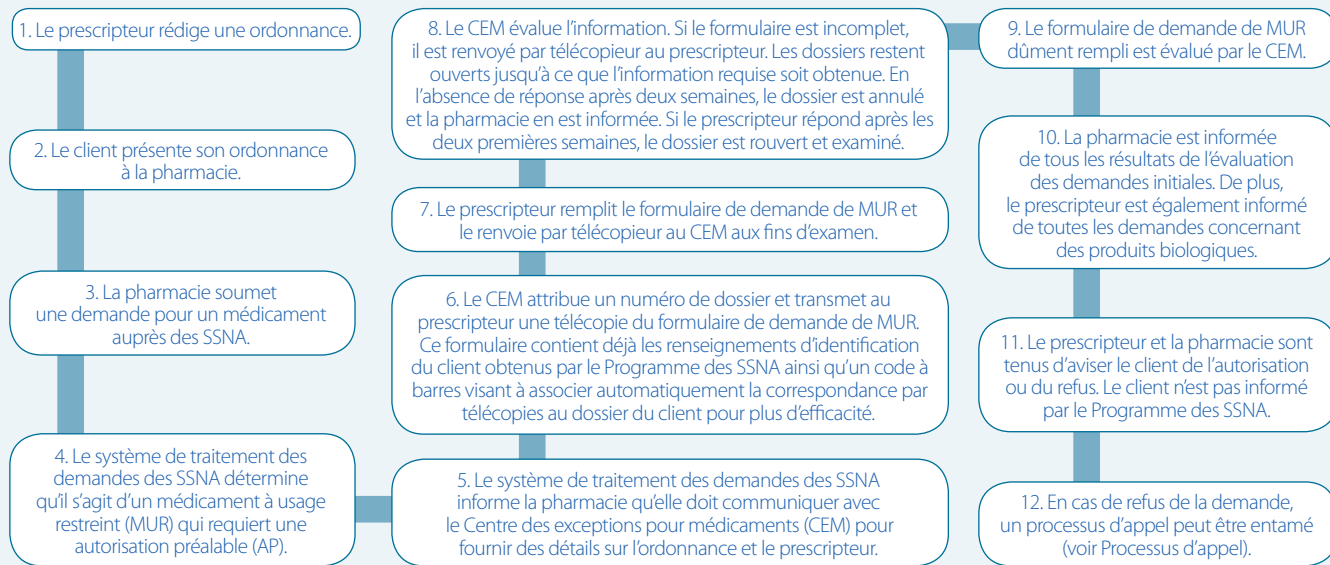 1. Le prescripteur rédige une ordonnance.
2. Le client présente son ordonnance
à la pharmacie.
3. La pharmacie soumet
une demande pour un médicament
auprès des SSNA.
4. Le système de traitement des
demandes des SSNA détermine
qu’il s’agit d’un médicament à usage
restreint (MUR) qui requiert une
autorisation préalable (AP).
5. Le système de traitement des demandes des SSNA
informe la pharmacie qu’elle doit communiquer avec
le Centre des exceptions pour médicaments (CEM) pour
fournir des détails sur l’ordonnance et le prescripteur.
6. Le CEM attribue un numéro de dossier et transmet au
prescripteur une télécopie du formulaire de demande de MUR.
Ce formulaire contient déjà les renseignements d’identification
du client obtenus par le Programme des SSNA ainsi qu’un code à
barres visant à associer automatiquement la correspondance par
télécopies au dossier du client pour plus d’efficacité.
7. Le prescripteur remplit le formulaire de demande de MUR et
le renvoie par télécopieur au CEM aux fins d’examen.
8. Le CEM évalue l’information. Si le formulaire est incomplet,
il est renvoyé par télécopieur au prescripteur. Les dossiers restent
ouverts jusqu’à ce que l’information requise soit obtenue. En
l’absence de réponse après deux semaines, le dossier est annulé
et la pharmacie en est informée. Si le prescripteur répond après les
deux premières semaines, le dossier est rouvert et examiné.
9. Le formulaire de demande de MUR
dûment rempli est évalué par le CEM.
10. La pharmacie est informée
de tous les résultats de l’évaluation
des demandes initiales. De plus,
le prescripteur est également informé
de toutes les demandes concernant
des produits biologiques.
11. Le prescripteur et la pharmacie sont
tenus d’aviser le client de l’autorisation
ou du refus. Le client n’est pas informé
par le Programme des SSNA.
12. En cas de refus de la demande,
un processus d’appel peut être entamé
(voir Processus d’appel).